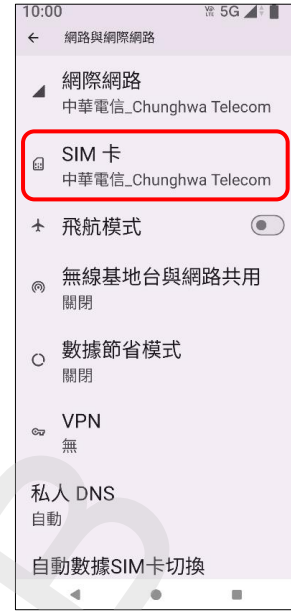 10:00 5G
網路與網際網路
網際網路
中華電信_Chunghwa Telecom
SIM 卡
中華電信_Chunghwa Telecom
飛航模式
無線基地台與網路共用
關閉
數據節省模式
關閉
VPN
無
私人 DNS
自動
自動數據SIM卡切換